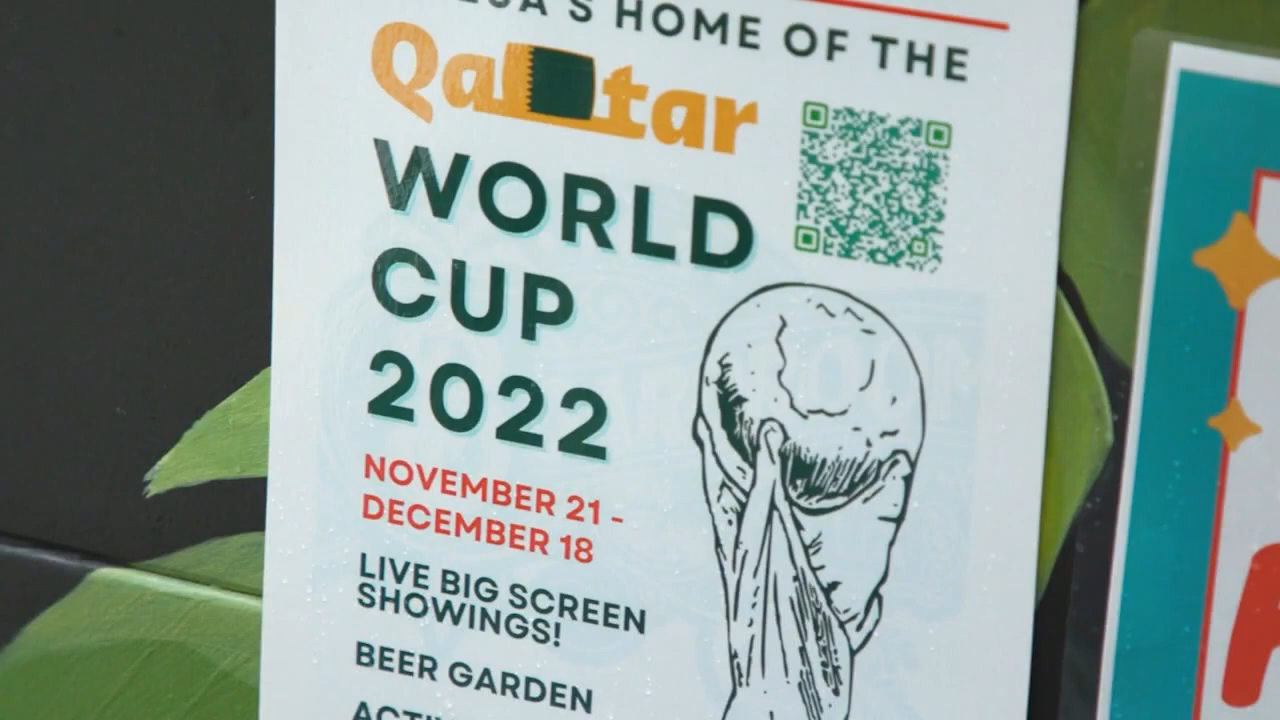 HOME OF THE
Qatar
WORLD
CUP
2022
NOVEMBER 21 -
DECEMBER 18
LIVE BIG SCREEN
SHOWINGS!
BEER GARDEN